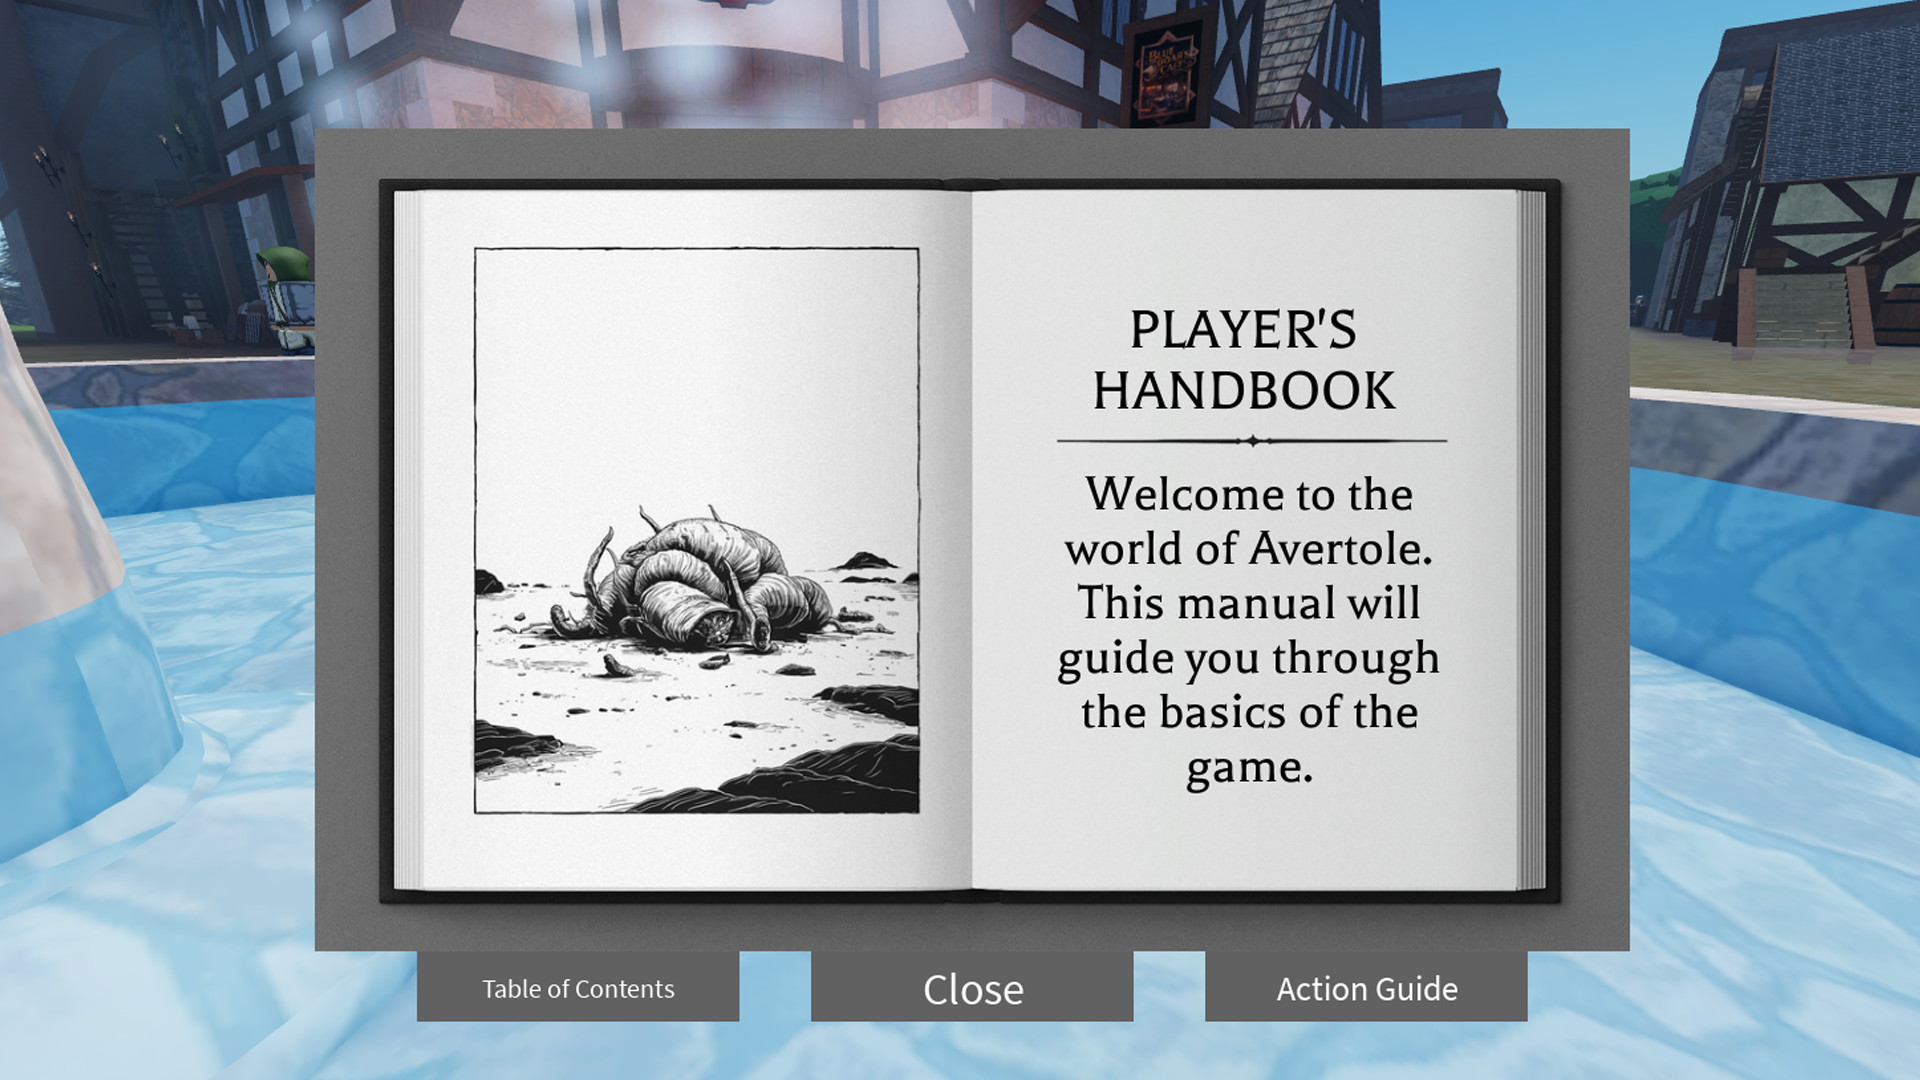 PLAYER'S
HANDBOOK
Welcome to the
world of Avertole.
This manual will
guide you through
the basics of the
game.
Table of Contents
Close
Action Guide